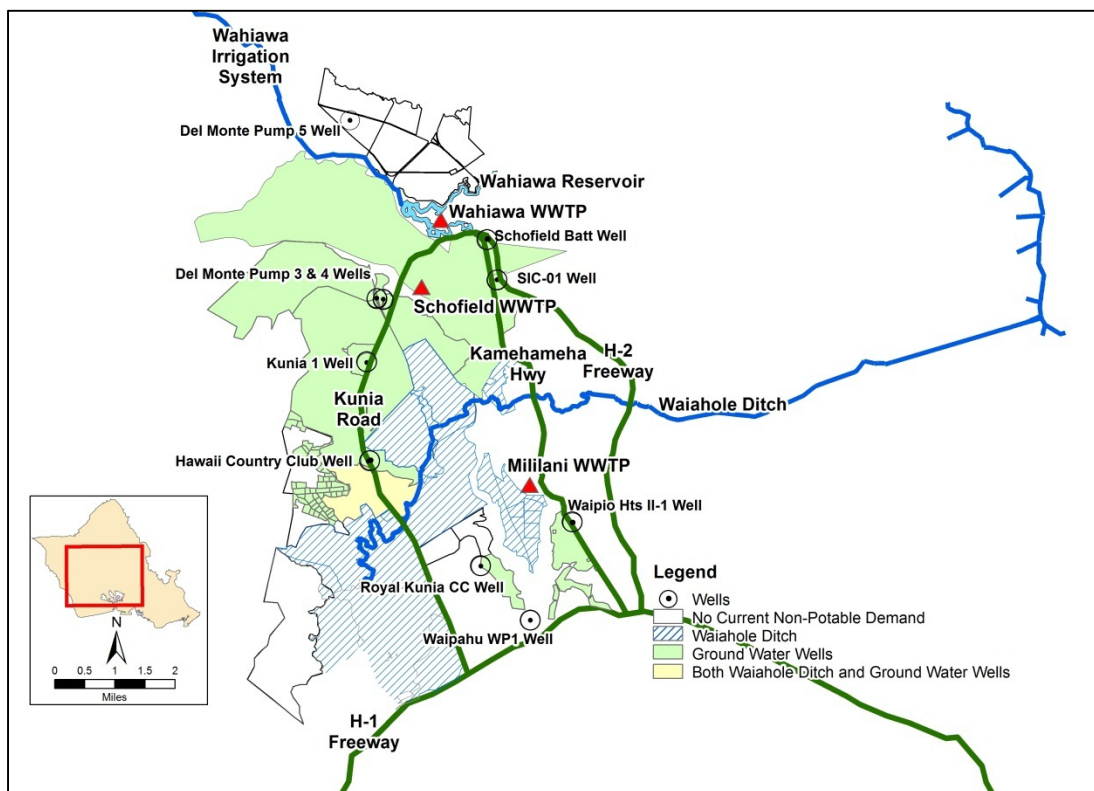 Wahiawa
Irrigation
System
Del Monte Pump 5 Well
Wahiawa Reservoir
Wahiawa WWTP
Schofield Batt Well
Del Monte Pump 3 & 4 Wells
SIC-01 Well
Schofield WWTP
Kunia 1 Well
Kamehameha
Hwy
H-2
Freeway
Kunia
Road
Waiahole Ditch
Hawaii Country Club Well
Mililani WWTP
Waipio Hts II-1 Well
Royal Kunia CC Well
Waipahu WP1 Well
H-1
Freeway
N
0 0.5 1 1.5 2
Miles
Legend
Wells
No Current Non-Potable Demand
Waiahole Ditch
Ground Water Wells
Both Waiahole Ditch and Ground Water Wells